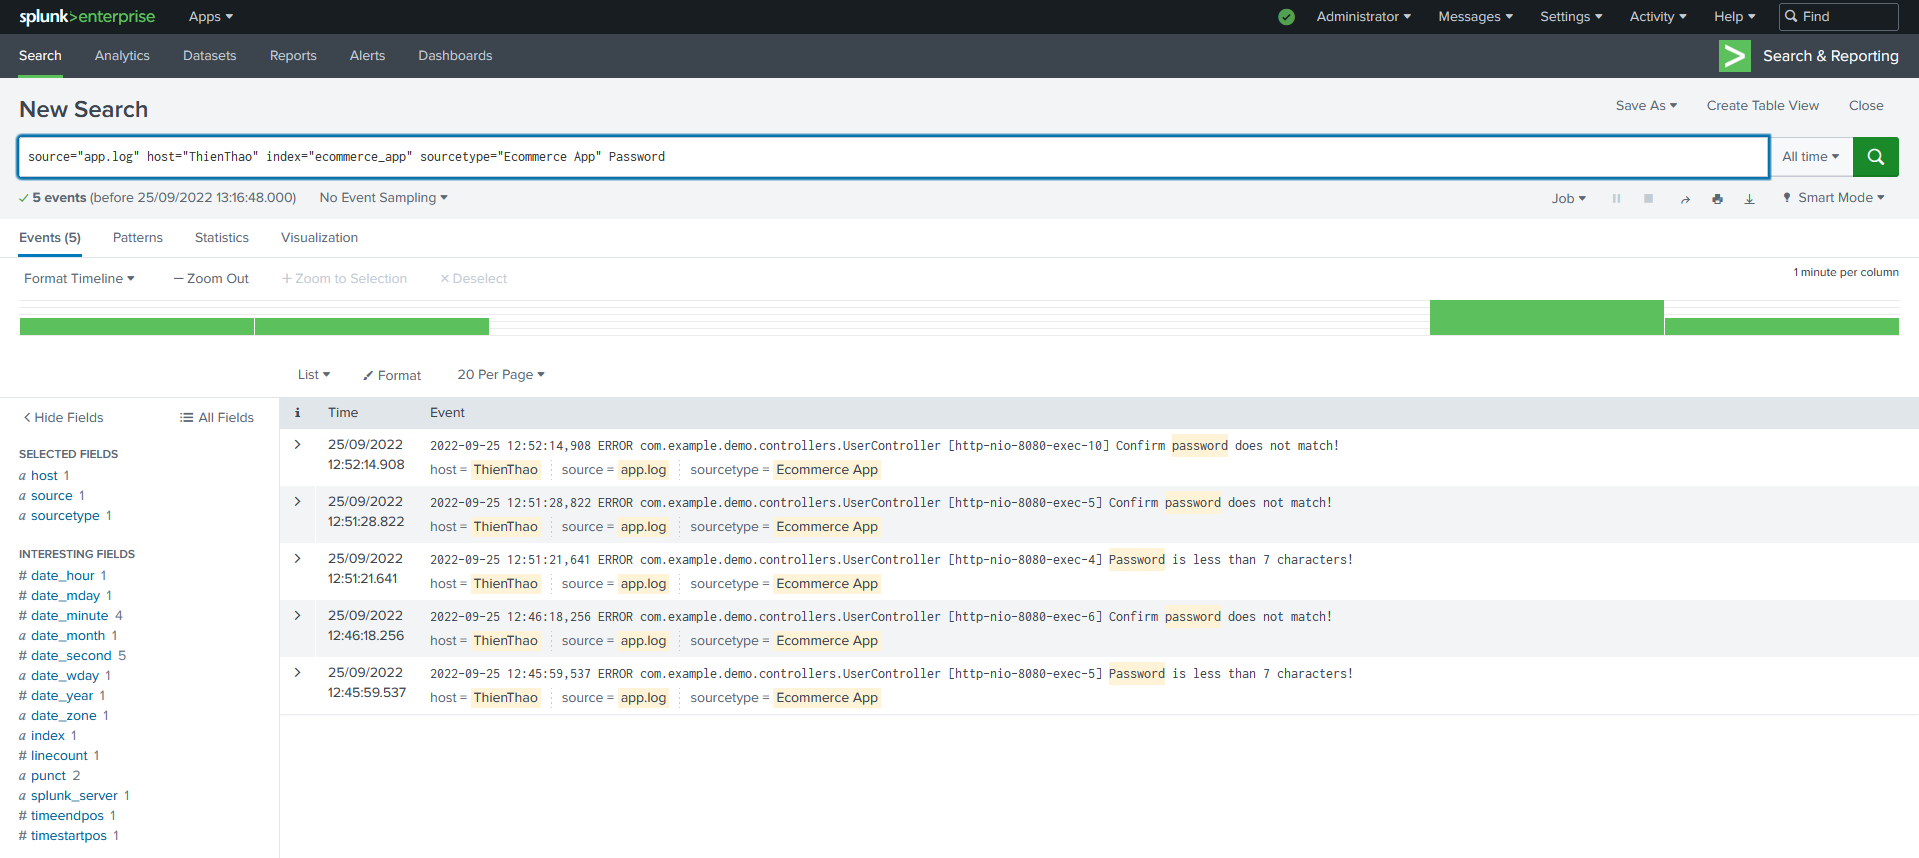 splunk>enterprise Apps Administrator Messages Settings Activity Help Find
Search Analytics Datasets Reports Alerts Dashboards Search & Reporting
New Search Save As Create Table View Close
source="app.log" host="ThienThao" index="ecommerce_app" sourcetype="Ecommerce App" Password All time
5 events (before 25/09/2022 13:16:48.000) No Event Sampling Job Smart Mode
Events (5) Patterns Statistics Visualization
Format Timeline — Zoom Out + Zoom to Selection × Deselect 1 minute per column
List Format 20 Per Page
< Hide Fields All Fields
i Time Event
SELECTED FIELDS
a host 1
a source 1
a sourcetype 1
INTERESTING FIELDS
# date_hour 1
# date_mday 1
# date_minute 4
a date_month 1
# date_second 5
a date_wday 1
# date_year 1
a date_zone 1
a index 1
# linecount 1
a punct 2
a splunk_server 1
# timeendpos 1
# timestartpos 1
25/09/2022 2022-09-25 12:52:14,908 ERROR com.example.demo.controllers.UserController [http-nio-8080-exec-10] Confirm password does not match!
12:52:14.908 host = ThienThao source = app.log sourcetype = Ecommerce App
25/09/2022 2022-09-25 12:51:28,822 ERROR com.example.demo.controllers.UserController [http-nio-8080-exec-5] Confirm password does not match!
12:51:28.822 host = ThienThao source = app.log sourcetype = Ecommerce App
25/09/2022 2022-09-25 12:51:21,641 ERROR com.example.demo.controllers.UserController [http-nio-8080-exec-4] Password is less than 7 characters!
12:51:21.641 host = ThienThao source = app.log sourcetype = Ecommerce App
25/09/2022 2022-09-25 12:46:18,256 ERROR com.example.demo.controllers.UserController [http-nio-8080-exec-6] Confirm password does not match!
12:46:18.256 host = ThienThao source = app.log sourcetype = Ecommerce App
25/09/2022 2022-09-25 12:45:59,537 ERROR com.example.demo.controllers.UserController [http-nio-8080-exec-5] Password is less than 7 characters!
12:45:59.537 host = ThienThao source = app.log sourcetype = Ecommerce App